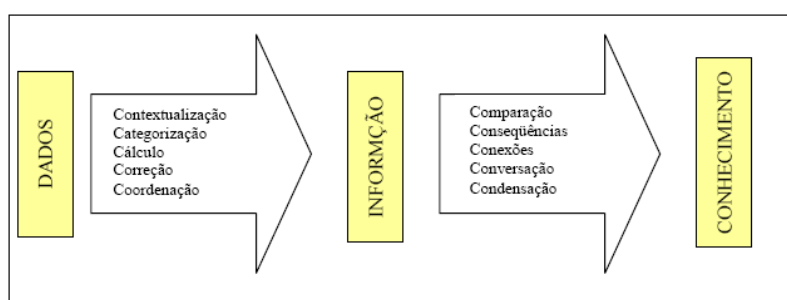 DADOS
Contextualização
Categorização
Cálculo
Correção
Coordenação
INFORMÇÃO
Comparação
Conseqüências
Conexões
Conversação
Condensação
CONHECIMENTO